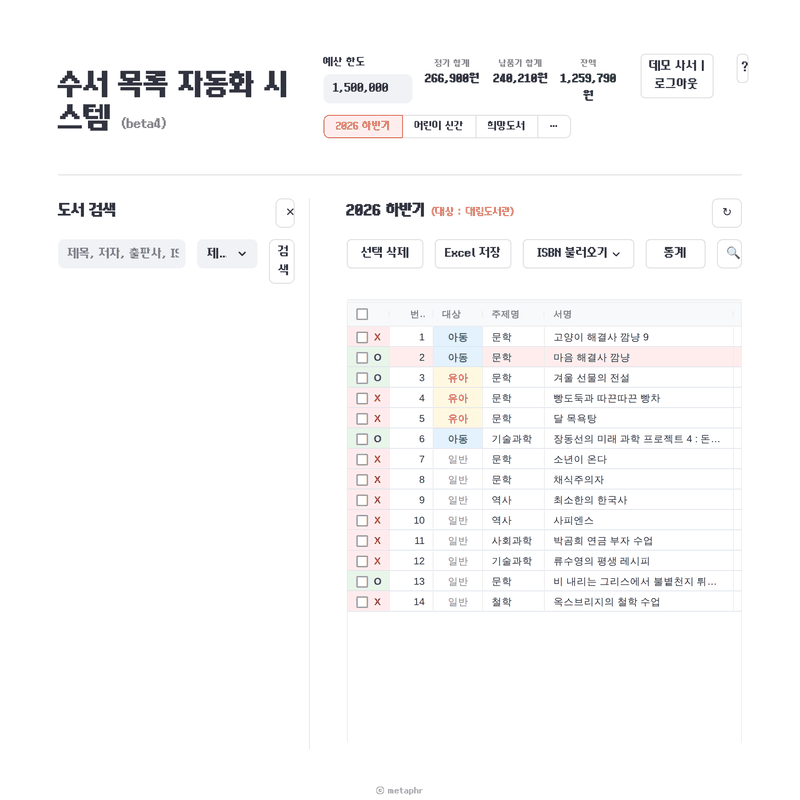 수서 목록 자동화 시
스템 (beta4)
예산 한도
1,500,000
정가 합계
266,900원
납품가 합계
240,210원
잔액
1,259,790
원
데모 사서 |
로그아웃
?
2026 하반기
어린이 신간
희망도서
···
도서 검색
×
제목, 저자, 출판사, IS
제...
검
색
2026 하반기 (대상 : 대림도서관)
↻
선택 삭제
Excel 저장
ISBN 불러오기
통계
번.. 대상 주제명 서명
X 1 아동 문학 고양이 해결사 깜냥 9
O 2 아동 문학 마음 해결사 깜냥
O 3 유아 문학 겨울 선물의 전설
X 4 유아 문학 빵도둑과 따끈따끈 빵차
X 5 유아 문학 달 목욕탕
O 6 아동 기술과학 장동선의 미래 과학 프로젝트 4 : 돈...
X 7 일반 문학 소년이 온다
X 8 일반 문학 채식주의자
X 9 일반 역사 최소한의 한국사
X 10 일반 역사 사피엔스
X 11 일반 사회과학 박곰희 연금 부자 수업
X 12 일반 기술과학 류수영의 평생 레시피
O 13 일반 문학 비 내리는 그리스에서 불볕천지 튀...
X 14 일반 철학 옥스브리지의 철학 수업
© metaphr